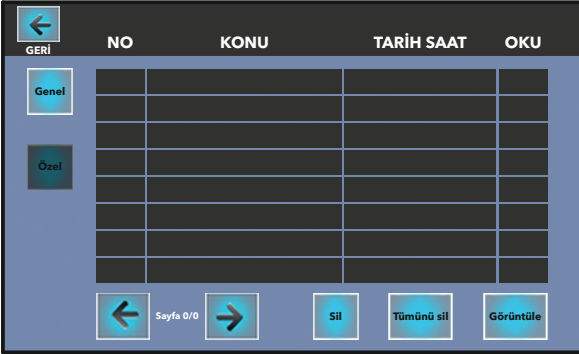 GERİ
NO KONU TARİH SAAT OKU
Genel
Özel
Sayfa 0/0
Sil
Tümünü sil
Görüntüle